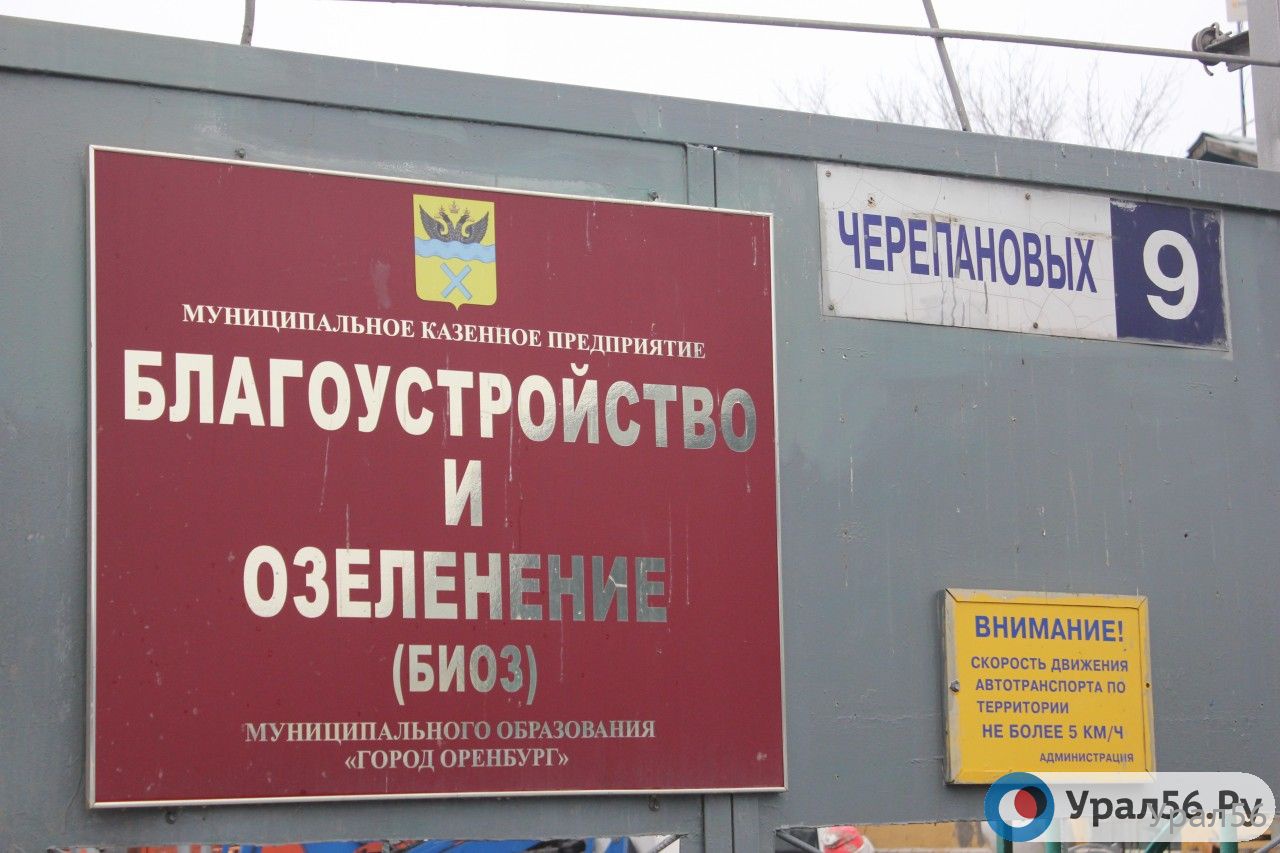 МУНИЦИПАЛЬНОЕ КАЗЕННОЕ ПРЕДПРИЯТИЕ
БЛАГОУСТРОЙСТВО
И
ОЗЕЛЕНЕНИЕ
(БИОЗ)
МУНИЦИПАЛЬНОГО ОБРАЗОВАНИЯ
«ГОРОД ОРЕНБУРГ»
ЧЕРЕПАНОВЫХ 9
ВНИМАНИЕ!
СКОРОСТЬ ДВИЖЕНИЯ
АВТОТРАНСПОРТА ПО
ТЕРРИТОРИИ
НЕ БОЛЕЕ 5 КМ/Ч
АДМИНИСТРАЦИЯ
Урал56.Ру
Урал56